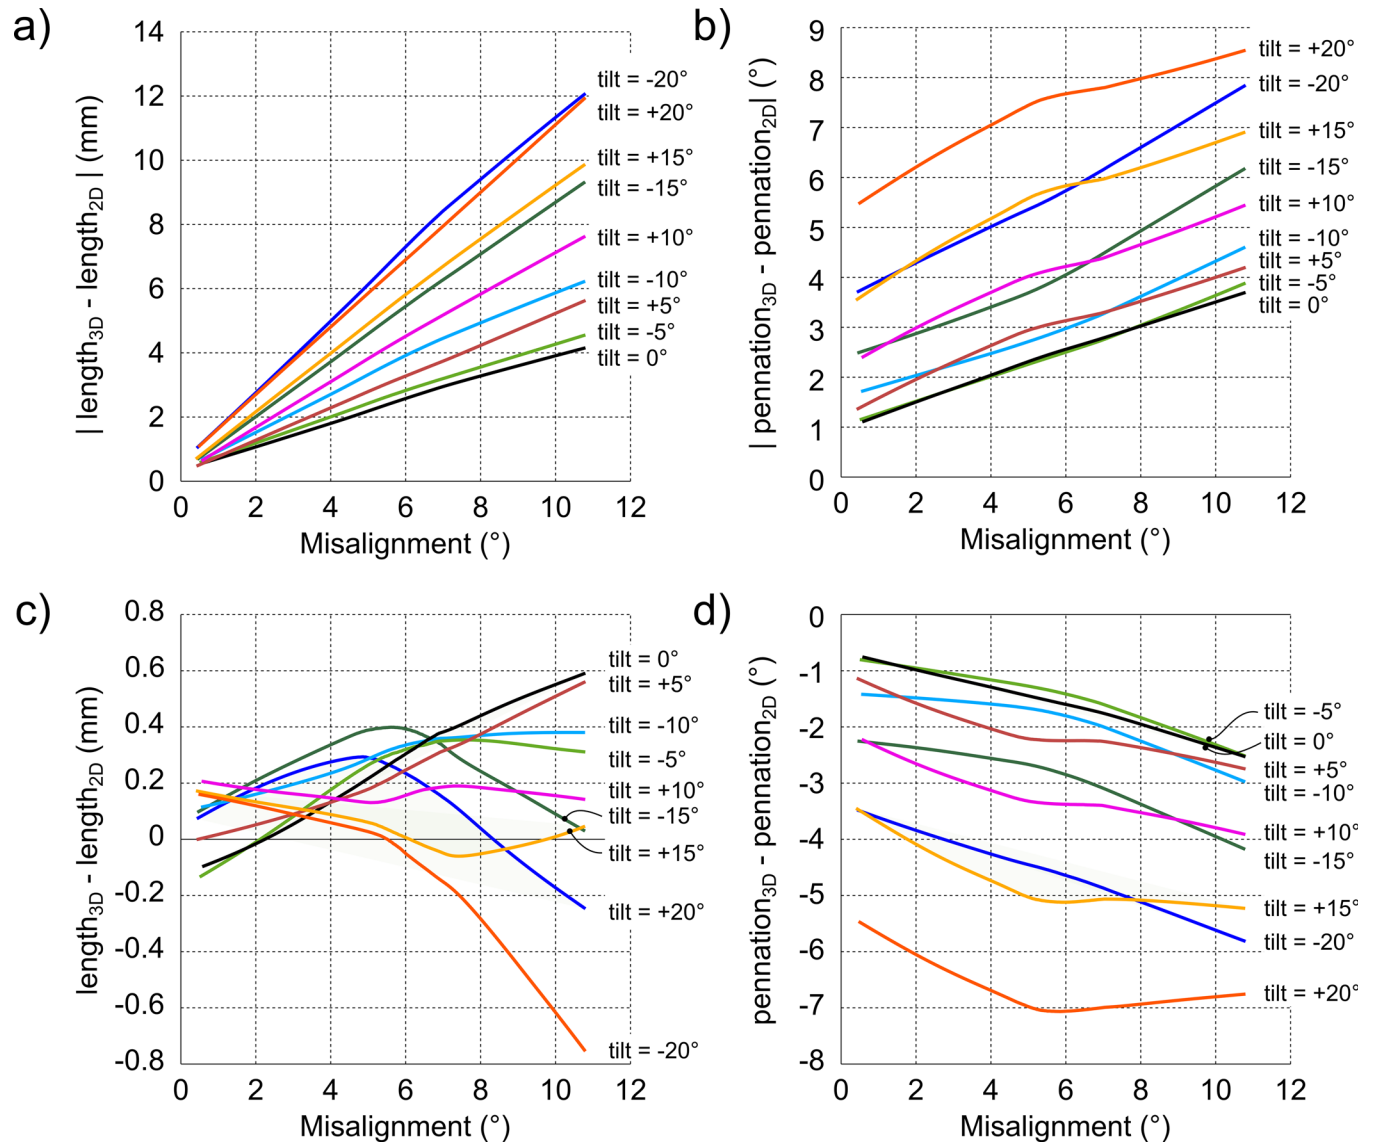 a)
| length3D - length2D | (mm)
14
12
10
8
6
4
2
0
0 2 4 6 8 10 12
Misalignment (°)
tilt = -20°
tilt = +20°
tilt = +15°
tilt = -15°
tilt = +10°
tilt = -10°
tilt = +5°
tilt = -5°
tilt = 0°
b)
| pennation3D - pennation2D| (°)
9
8
7
6
5
4
3
2
1
0
0 2 4 6 8 10 12
Misalignment (°)
tilt = +20°
tilt = -20°
tilt = +15°
tilt = -15°
tilt = +10°
tilt = -10°
tilt = +5°
tilt = -5°
tilt = 0°
c)
length3D - length2D (mm)
0.8
0.6
0.4
0.2
0
-0.2
-0.4
-0.6
-0.8
0 2 4 6 8 10 12
Misalignment (°)
tilt = 0°
tilt = +5°
tilt = -10°
tilt = -5°
tilt = +10°
tilt = -15°
tilt = +15°
tilt = +20°
tilt = -20°
d)
pennation3D - pennation2D (°)
0
-1
-2
-3
-4
-5
-6
-7
-8
0 2 4 6 8 10 12
Misalignment (°)
tilt = -5°
tilt = 0°
tilt = +5°
tilt = -10°
tilt = +10°
tilt = -15°
tilt = +15°
tilt = -20°
tilt = +20°